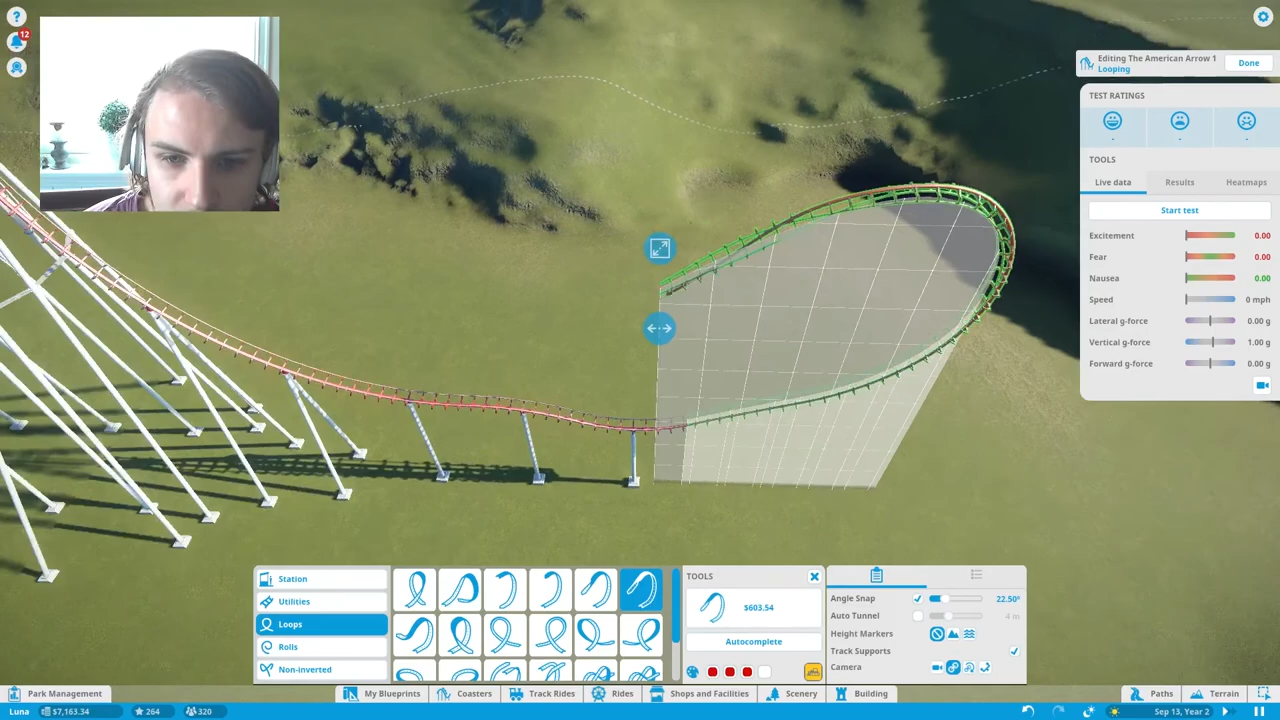 ?
12
Editing The American Arrow 1
Looping
Done
TEST RATINGS
- - -
TOOLS
Live data Results Heatmaps
Start test
Excitement 0.00
Fear 0.00
Nausea 0.00
Speed 0 mph
Lateral g-force 0.00 g
Vertical g-force 1.00 g
Forward g-force 0.00 g
Station
Utilities
Loops
Rolls
Non-inverted
TOOLS
$603.54
Autocomplete
Angle Snap 22.50°
Auto Tunnel 4 m
Height Markers
Track Supports
Camera
Park Management My Blueprints Coasters Track Rides Rides Shops and Facilities Scenery Building Paths Terrain
Luna $7,163.34 264 320 Sep 13, Year 2